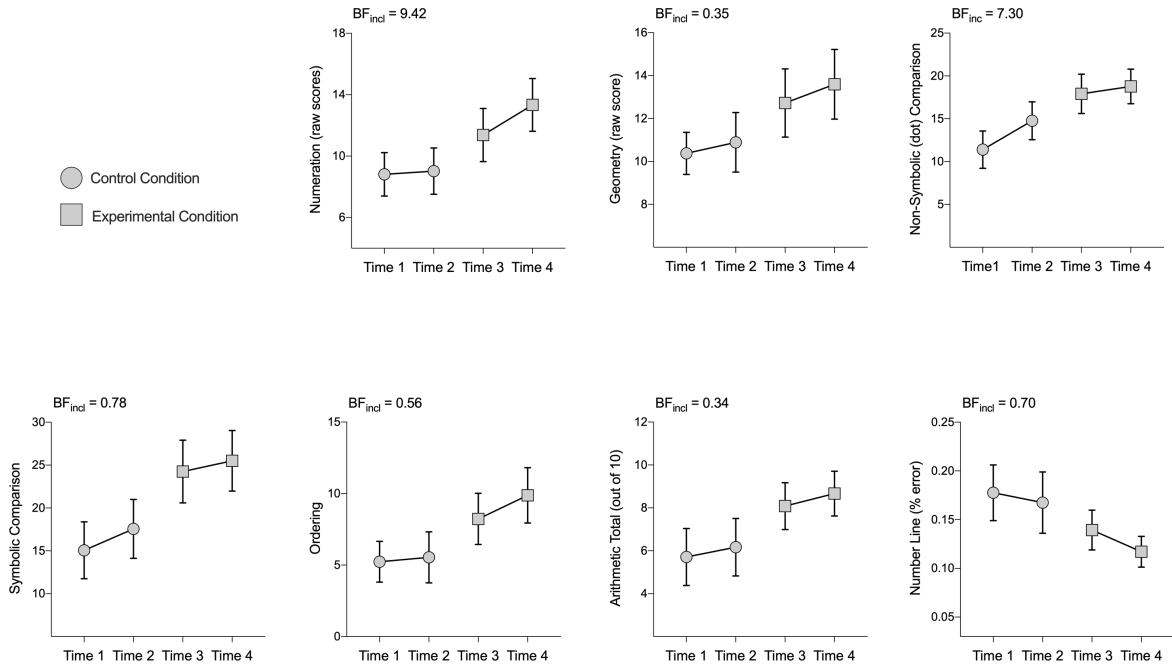 BFincl = 9.42
18
14
10
6
Numeration (raw scores)
Time 1 Time 2 Time 3 Time 4
BFincl = 0.35
16
14
12
10
8
Geometry (raw score)
Time 1 Time 2 Time 3 Time 4
BFinc = 7.30
25
20
15
10
5
Non-Symbolic (dot) Comparison
Time1 Time 2 Time 3 Time 4
Control Condition
Experimental Condition
BFincl = 0.78
30
25
20
15
10
Symbolic Comparison
Time 1 Time 2 Time 3 Time 4
BFincl = 0.56
15
10
5
0
Ordering
Time 1 Time 2 Time 3 Time 4
BFincl = 0.34
12
10
8
6
4
Arithmetic Total (out of 10)
Time 1 Time 2 Time 3 Time 4
BFincl = 0.70
0.25
0.20
0.15
0.10
0.05
Number Line (% error)
Time 1 Time 2 Time 3 Time 4